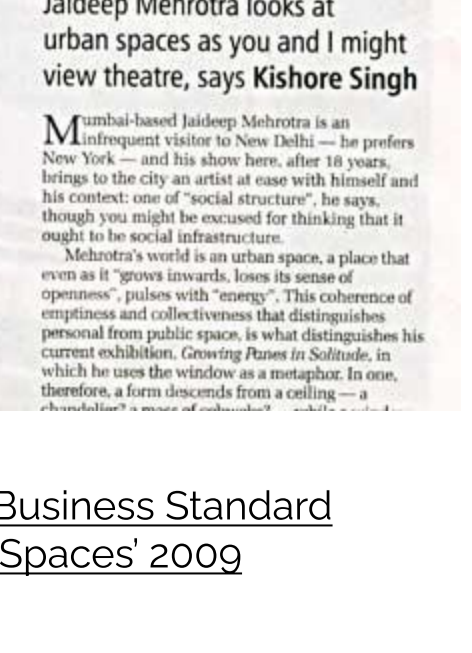 Jaideep Mehrotra looks at
urban spaces as you and I might
view theatre, says Kishore Singh
Mumbai-based Jaideep Mehrotra is an
infrequent visitor to New Delhi — he prefers
New York — and his show here, after 18 years,
brings to the city an artist at ease with himself and
his context: one of "social structure", he says,
though you might be excused for thinking that it
ought to be social infrastructure.
Mehrotra's world is an urban space, a place that
even as it "grows inwards, loses its sense of
openness", pulses with "energy". This coherence of
emptiness and collectiveness that distinguishes
personal from public space, is what distinguishes his
current exhibition, Growing Panes in Solitude, in
which he uses the window as a metaphor. In one,
therefore, a form descends from a ceiling — a
chandelier? a mass of
Business Standard
Spaces' 2009